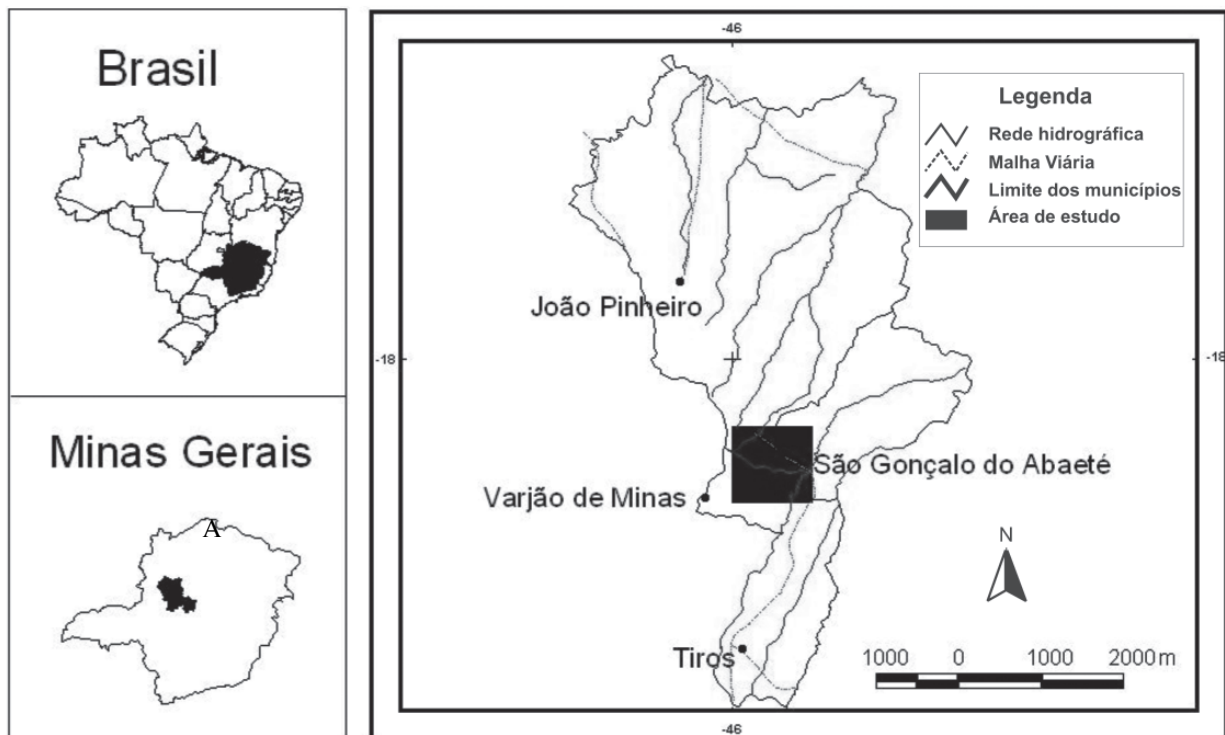 Brasil
Minas Gerais
A
-46
Legenda
Rede hidrográfica
Malha Viária
Limite dos municípios
Área de estudo
João Pinheiro
-18
-18
São Gonçalo do Abaeté
Varjão de Minas
N
Tiros
1000 0 1000 2000 m
-46